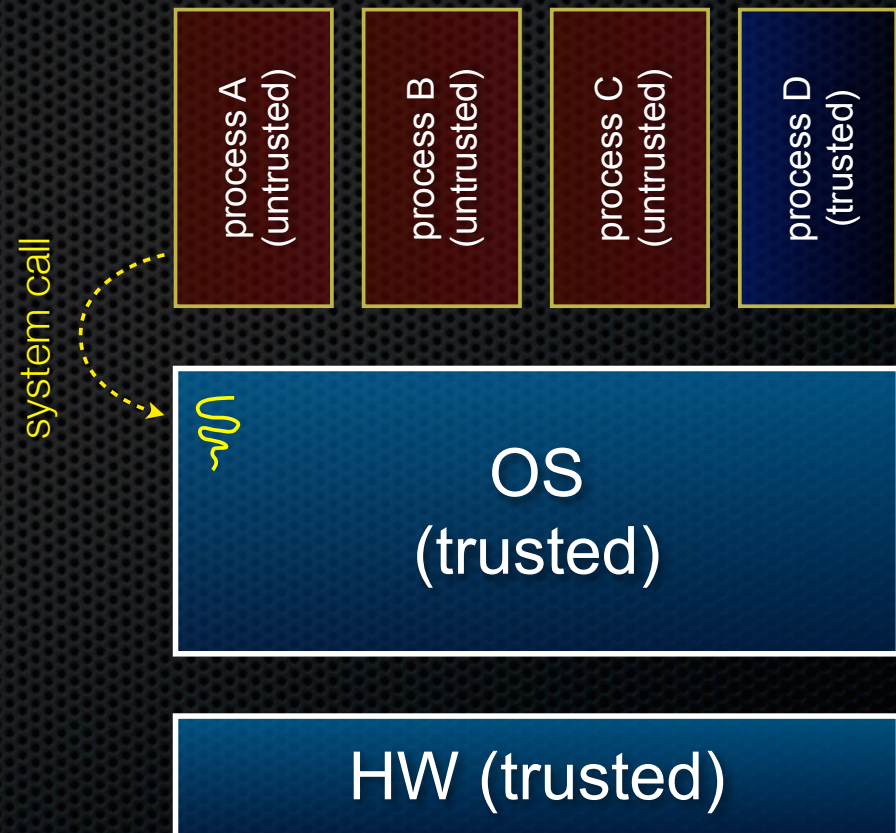 process A
(untrusted)
process B
(untrusted)
process C
(untrusted)
process D
(trusted)
system call
OS
(trusted)
HW (trusted)